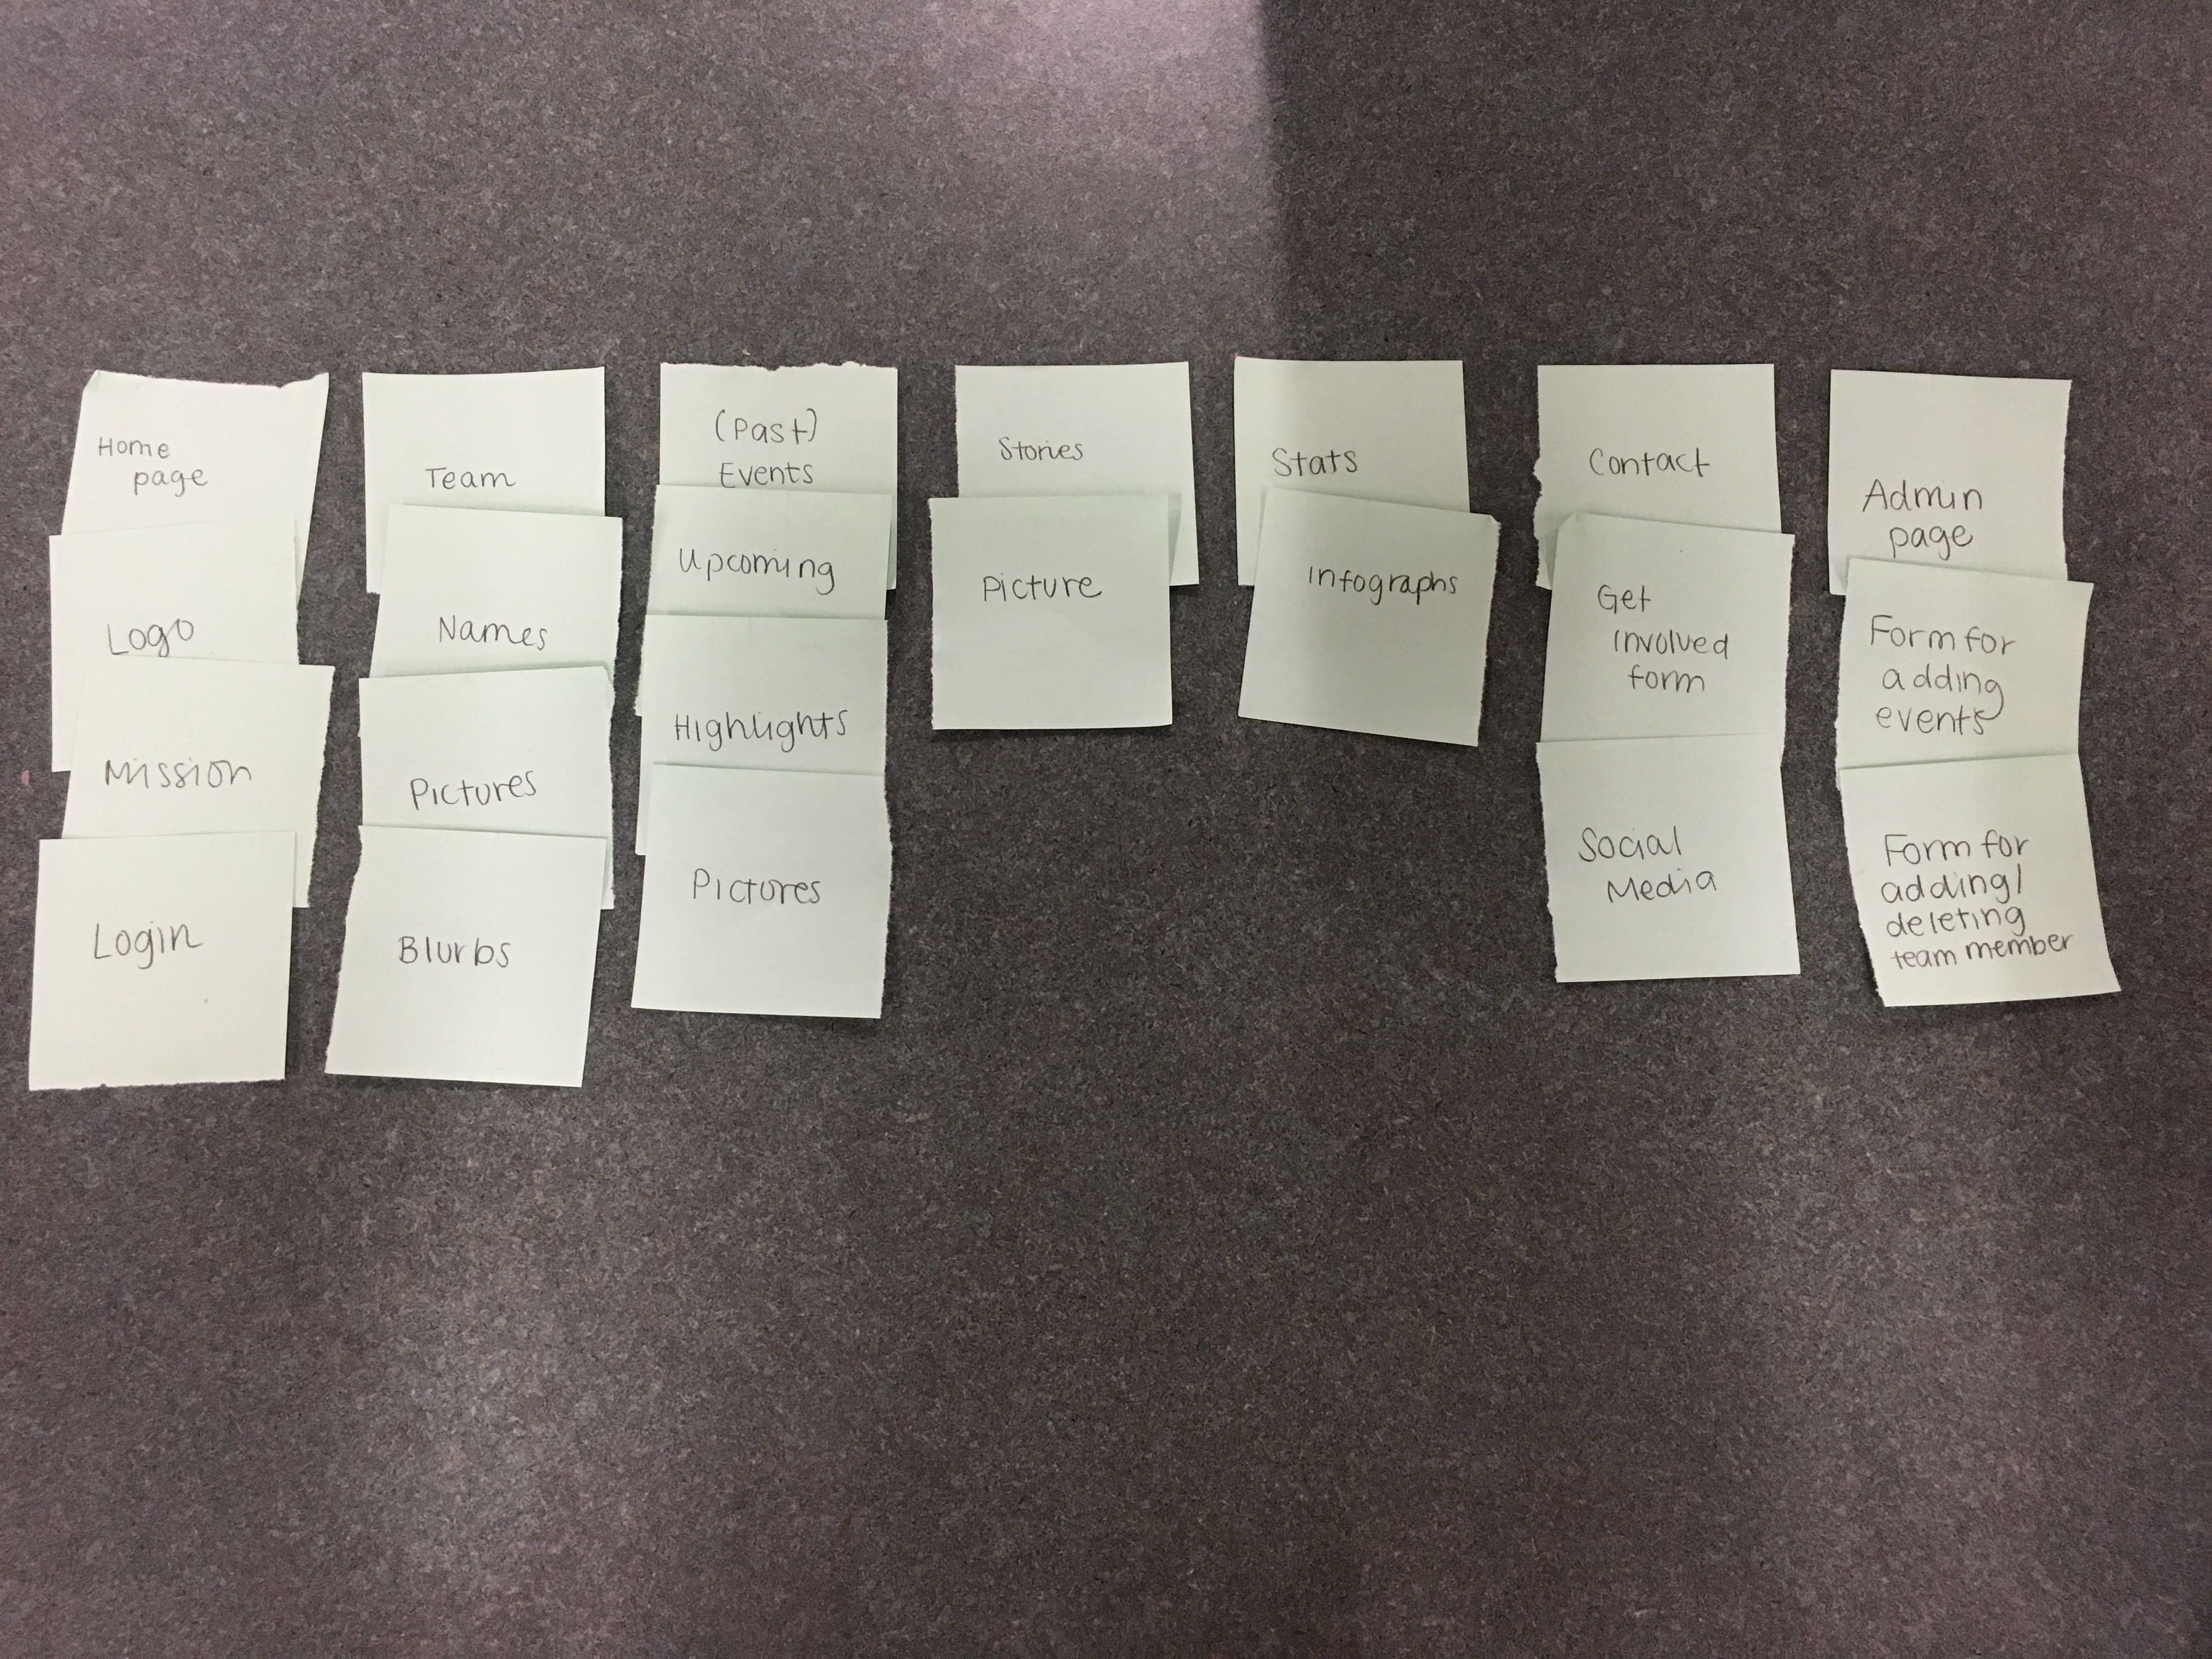 Home
page
Logo
Mission
Login
Team
Names
Pictures
Blurbs
(Past)
Events
Upcoming
Highlights
Pictures
Stories
Picture
Stats
Infographs
Contact
Get
involved
form
Social
Media
Admin
page
Form for
adding
events
Form for
adding/
deleting
team member